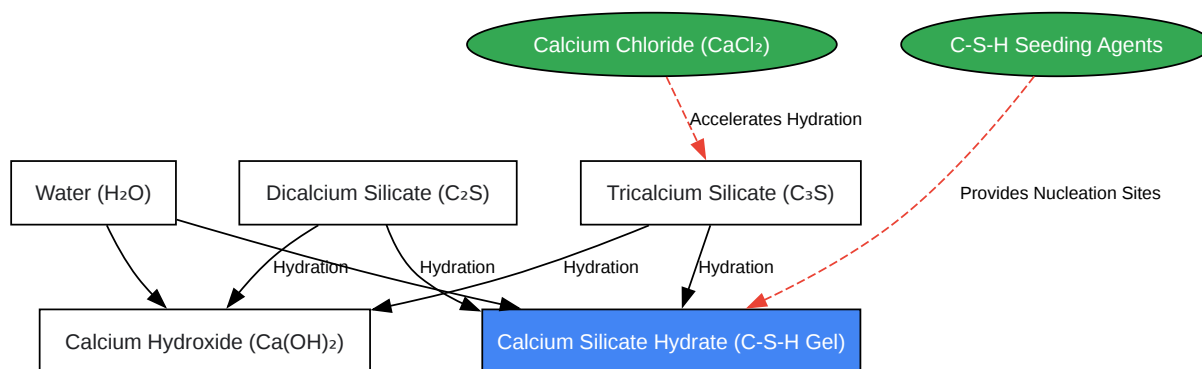 Calcium Chloride (CaCl₂)
C-S-H Seeding Agents
Accelerates Hydration
Water (H₂O)
Dicalcium Silicate (C₂S)
Tricalcium Silicate (C₃S)
Provides Nucleation Sites
Hydration
Hydration
Hydration
Hydration
Calcium Hydroxide (Ca(OH)₂)
Calcium Silicate Hydrate (C-S-H Gel)